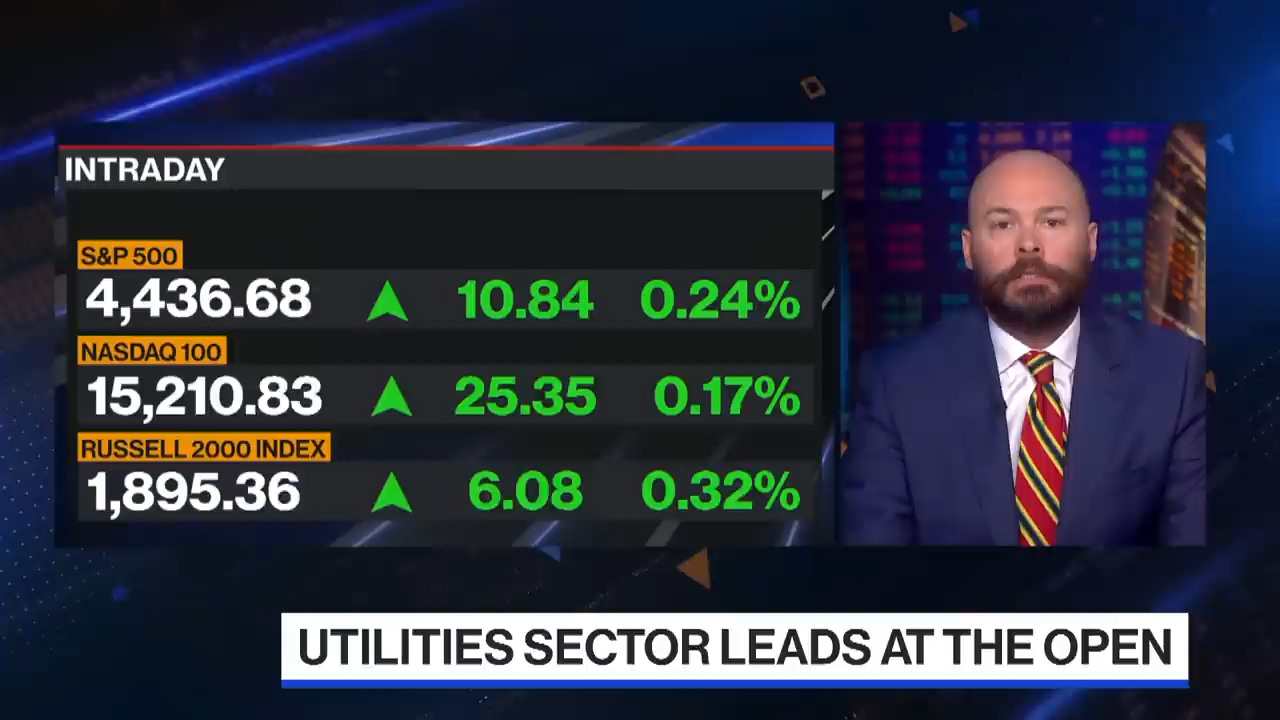 INTRADAY
S&P 500
4,436.68 ▲ 10.84 0.24%
NASDAQ 100
15,210.83 ▲ 25.35 0.17%
RUSSELL 2000 INDEX
1,895.36 ▲ 6.08 0.32%
UTILITIES SECTOR LEADS AT THE OPEN